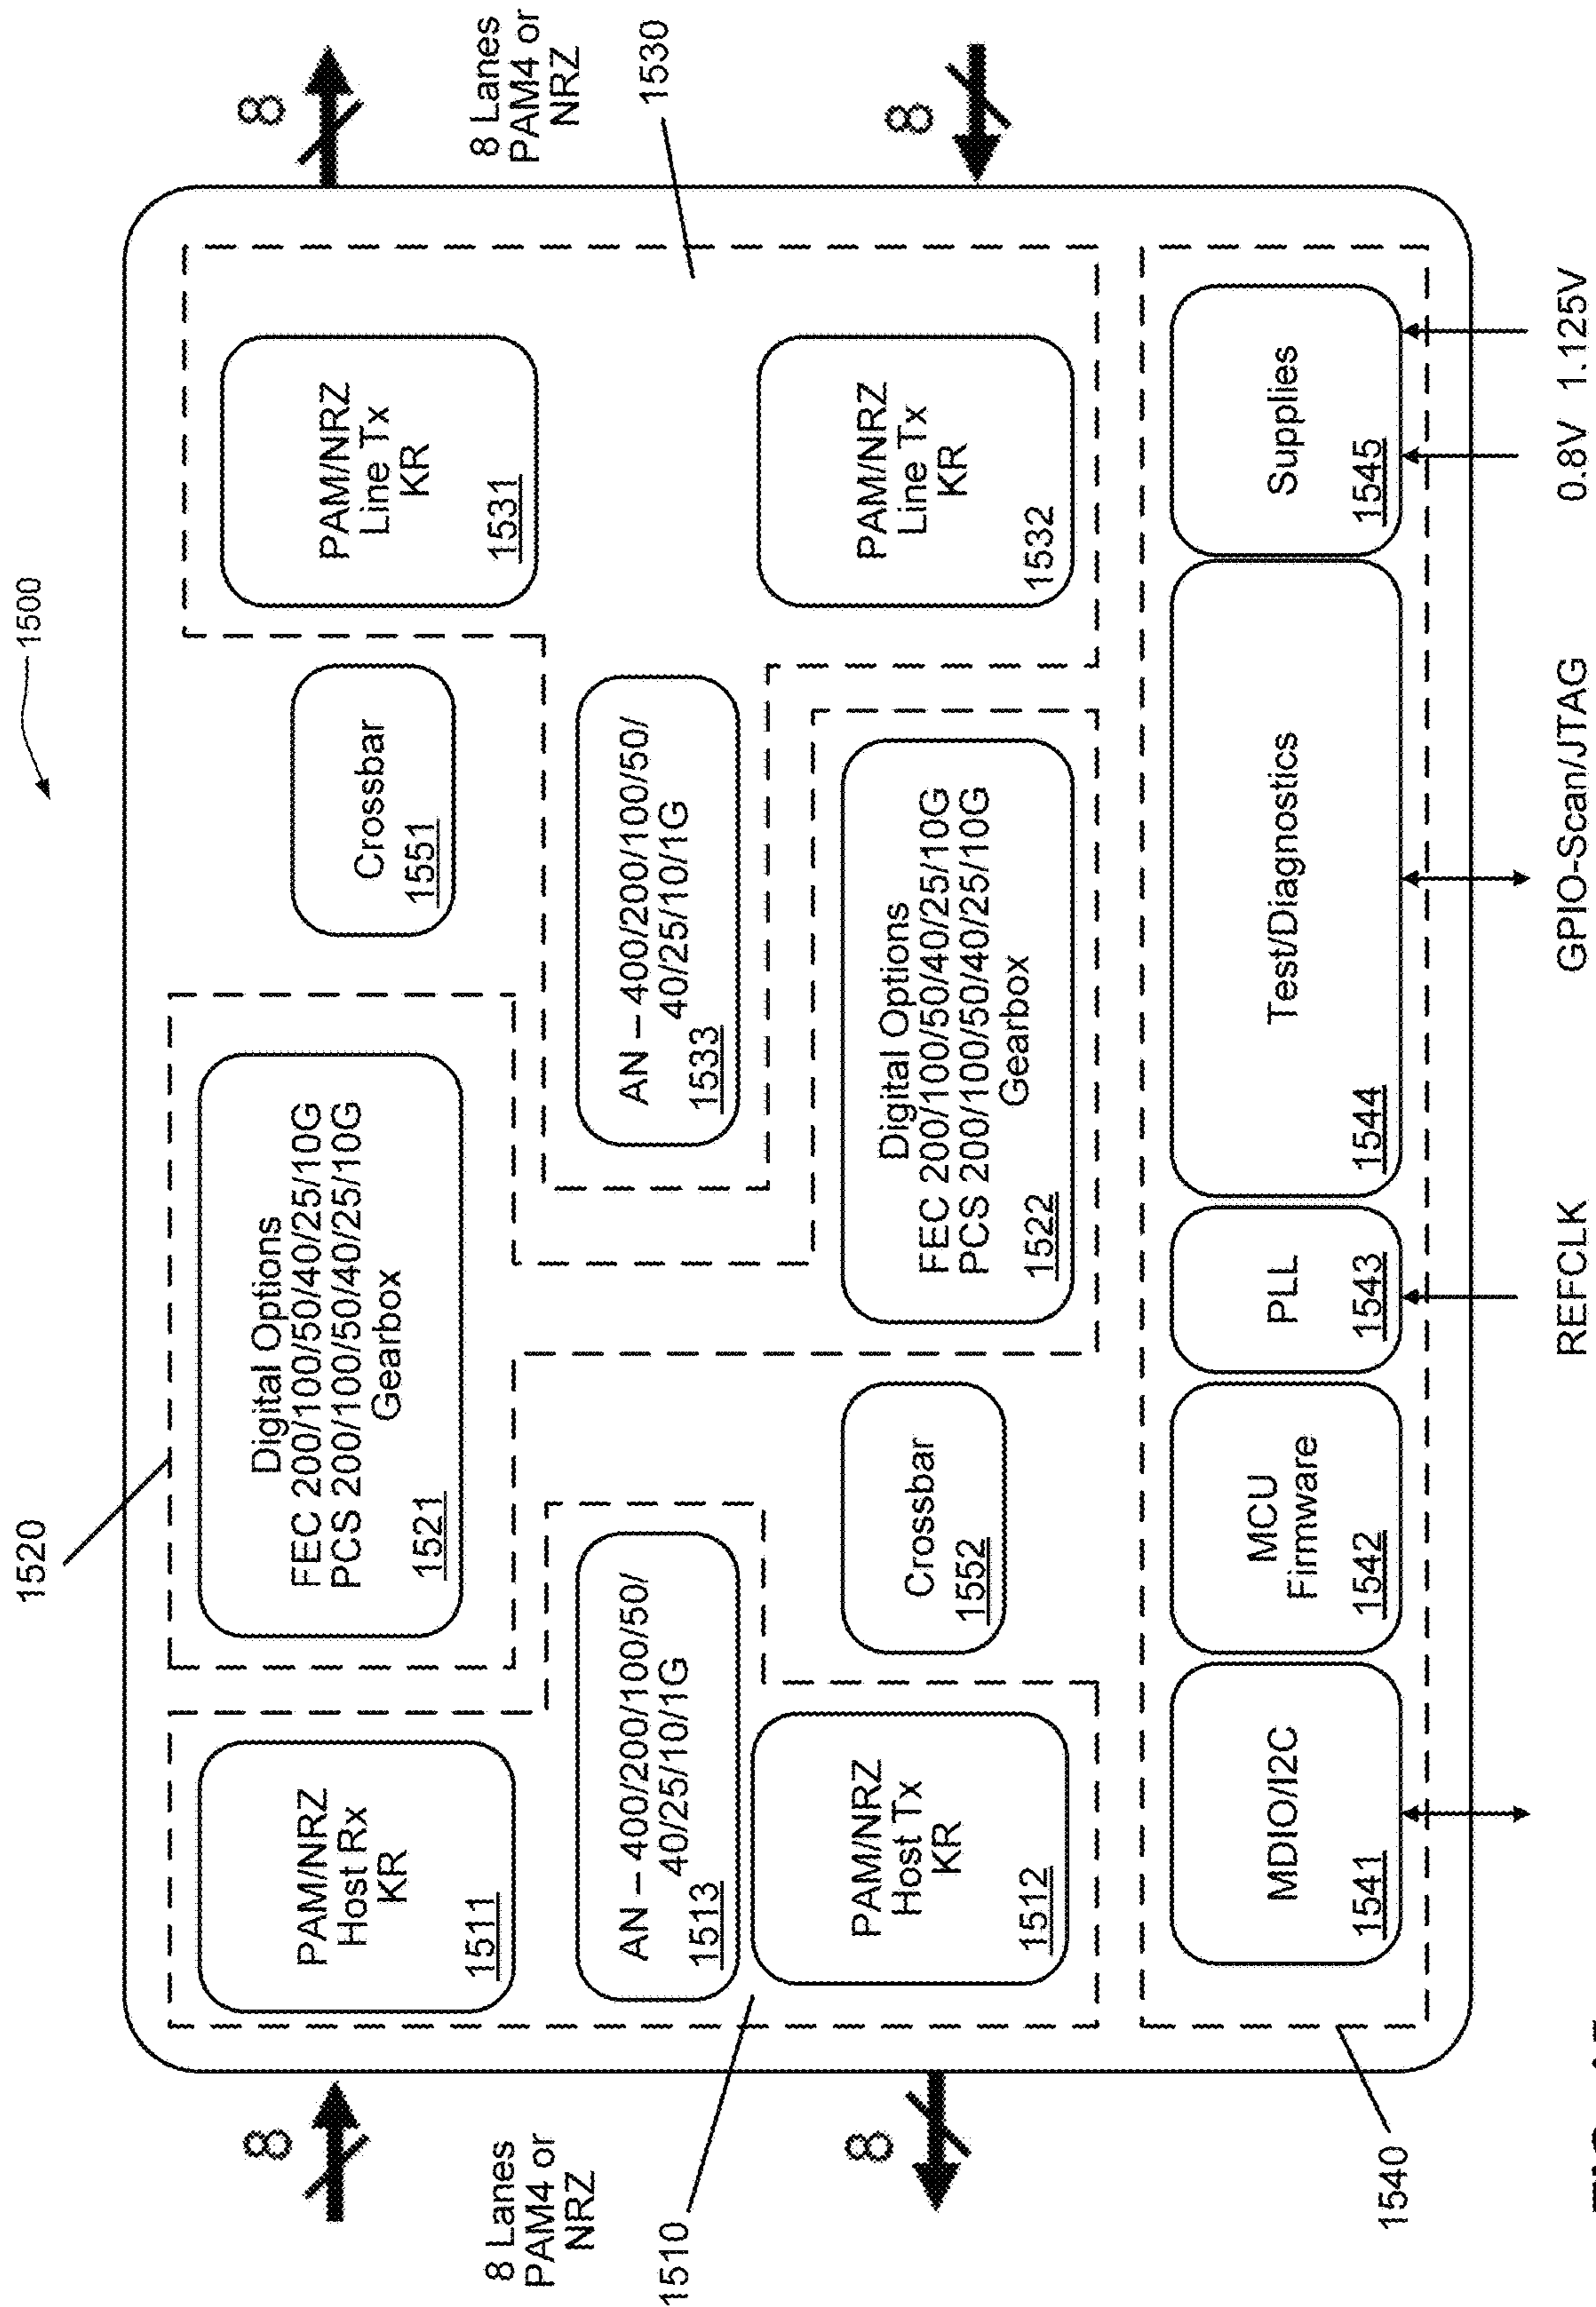 1500
1520
8
8
8 Lanes
PAM4 or
NRZ
1530
PAM/NRZ
Host Rx
KR
1511
Digital Options
FEC 200/100/50/40/25/10G
PCS 200/100/50/40/25/10G
Gearbox
1521
Crossbar
1551
PAM/NRZ
Line Tx
KR
1531
8 Lanes
PAM4 or
NRZ
1510
AN – 400/200/100/50/
40/25/10/1G
1513
AN – 400/200/100/50/
40/25/10/1G
1533
8
8
PAM/NRZ
Host Tx
KR
1512
Crossbar
1552
Digital Options
FEC 200/100/50/40/25/10G
PCS 200/100/50/40/25/10G
Gearbox
1522
PAM/NRZ
Line Tx
KR
1532
MDIO/I2C
1541
MCU
Firmware
1542
PLL
1543
Test/Diagnostics
1544
Supplies
1545
1540
REFCLK
GPIO-Scan/JTAG
0.8V 1.125V